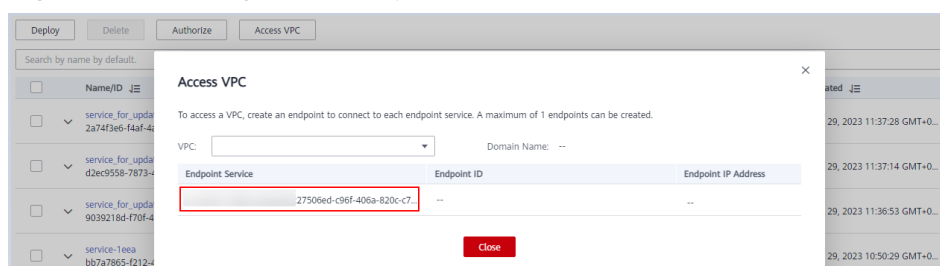 Deploy Delete Authorize Access VPC
Search by name by default.
Name/ID ated
service_for_upda
2a74f3e6-f4af-4a
29, 2023 11:37:28 GMT+0...
service_for_upda
d2ec9558-7873-4
29, 2023 11:37:14 GMT+0...
service_for_upda
9039218d-f70f-4
29, 2023 11:36:53 GMT+0...
service-1eea
bb7a7865-f212-4
29, 2023 10:50:29 GMT+0...
Access VPC
To access a VPC, create an endpoint to connect to each endpoint service. A maximum of 1 endpoints can be created.
VPC: Domain Name: --
Endpoint Service Endpoint ID Endpoint IP Address
27506ed-c96f-406a-820c-c7... -- --
Close